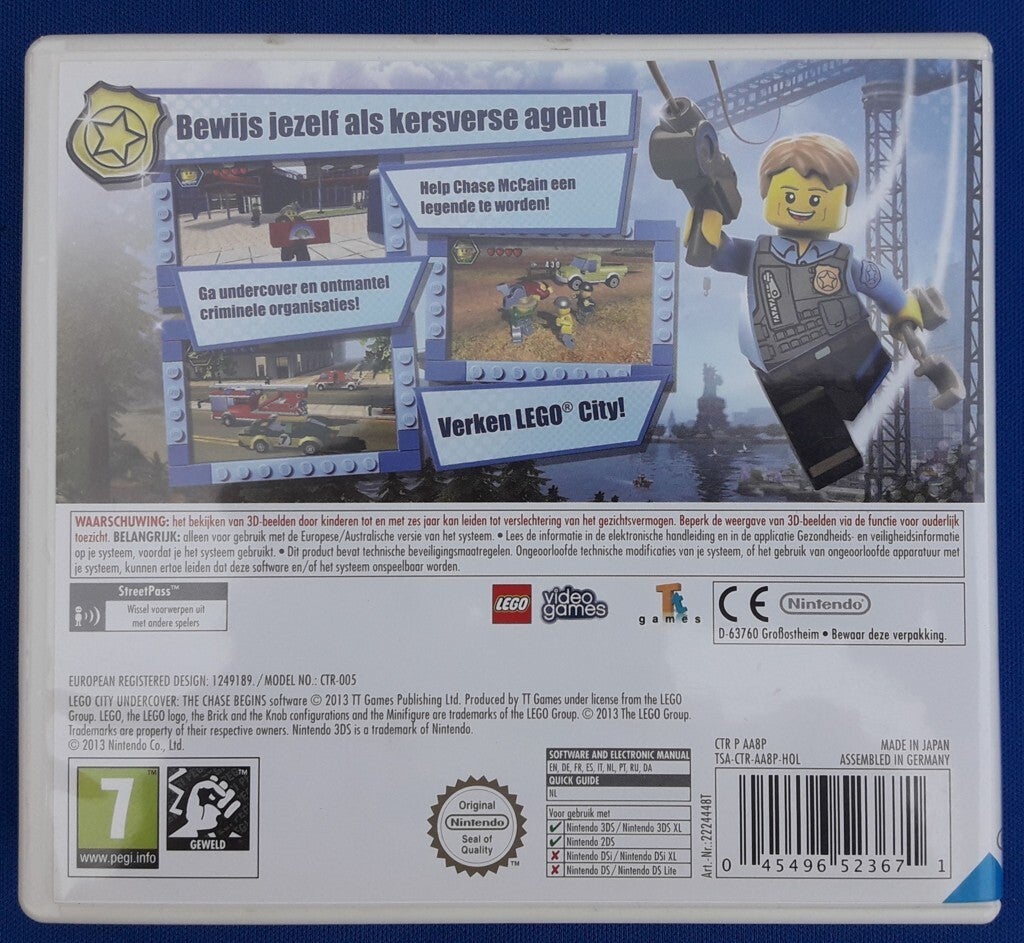 Bewijs jezelf als kersverse agent!
Help Chase McCain een
legende te worden!
Ga undercover en ontmantel
criminele organisaties!
430
7
Verken LEGO® City!
WAARSCHUWING: het bekijken van 3D-beelden door kinderen tot en met zes jaar kan leiden tot verslechtering van het gezichtsvermogen. Beperk de weergave van 3D-beelden via de functie voor ouderlijk
toezicht. BELANGRIJK: alleen voor gebruik met de Europese/Australische versie van het systeem. • Lees de informatie in de elektronische handleiding en in de applicatie Gezondheids- en veiligheidsinformatie
op je systeem, voordat je het systeem gebruikt. • Dit product bevat technische beveiligingsmaatregelen. Ongeoorloofde technische modificaties van je systeem, of het gebruik van ongeoorloofde apparatuur met
je systeem, kunnen ertoe leiden dat deze software en/of het systeem onspeelbaar worden.
StreetPass™
Wissel voorwerpen uit
met andere spelers
LEGO video games
Tt games
CE Nintendo®
D-63760 Großostheim • Bewaar deze verpakking.
EUROPEAN REGISTERED DESIGN: 1249189. / MODEL NO.: CTR-005
LEGO CITY UNDERCOVER: THE CHASE BEGINS software © 2013 TT Games Publishing Ltd. Produced by TT Games under license from the LEGO
Group. LEGO, the LEGO logo, the Brick and the Knob configurations and the Minifigure are trademarks of the LEGO Group. © 2013 The LEGO Group.
Trademarks are property of their respective owners. Nintendo 3DS is a trademark of Nintendo.
© 2013 Nintendo Co., Ltd.
7™
www.pegi.info
™
GEWELD
Original
Nintendo®
Seal of
Quality
™
SOFTWARE AND ELECTRONIC MANUAL
EN, DE, FR, ES, IT, NL, PT, RU, DA
QUICK GUIDE
NL
Voor gebruik met
✓ Nintendo 3DS / Nintendo 3DS XL
✓ Nintendo 2DS
✗ Nintendo DSi / Nintendo DSi XL
✗ Nintendo DS / Nintendo DS Lite
Art.-Nr.: 2224448T
CTR P AA8P
TSA-CTR-AA8P-HOL
MADE IN JAPAN
ASSEMBLED IN GERMANY
0 45496 52367 1